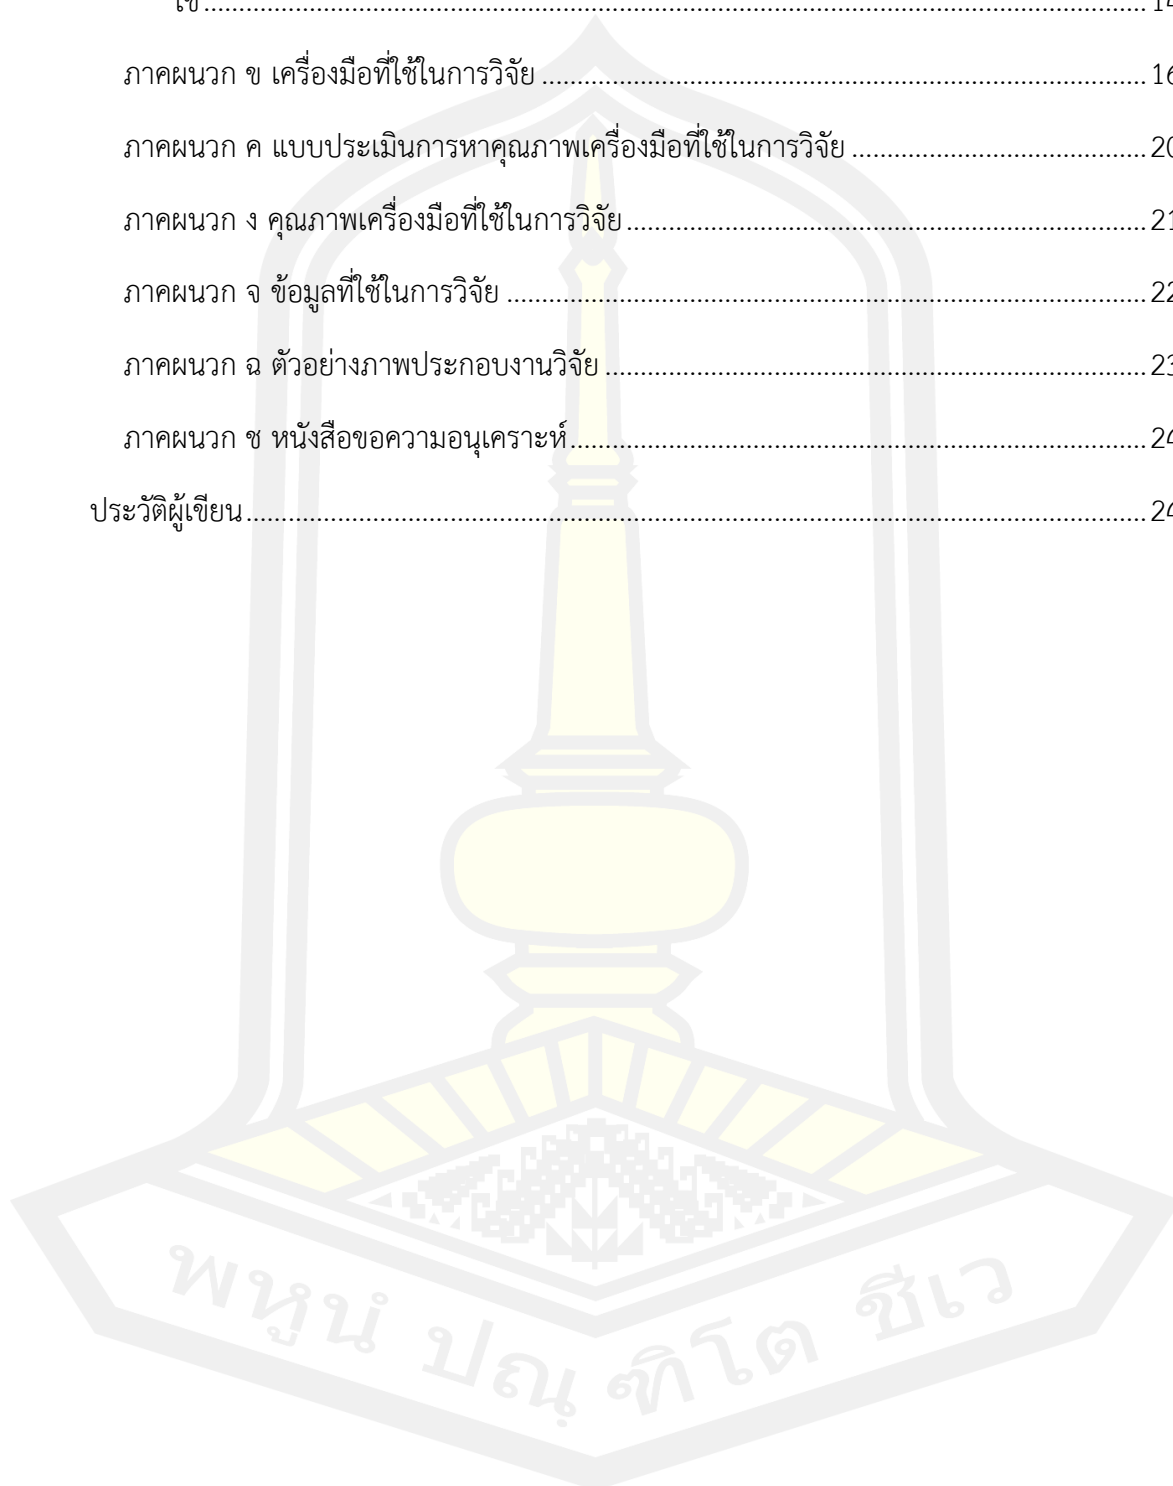 ใช้ ........ 14
ภาคผนวก ข เครื่องมือที่ใช้ในการวิจัย ........ 16
ภาคผนวก ค แบบประเมินการหาคุณภาพเครื่องมือที่ใช้ในการวิจัย ........ 20
ภาคผนวก ง คุณภาพเครื่องมือที่ใช้ในการวิจัย ........ 21
ภาคผนวก จ ข้อมูลที่ใช้ในการวิจัย ........ 22
ภาคผนวก ฉ ตัวอย่างภาพประกอบงานวิจัย ........ 23
ภาคผนวก ช หนังสือขอความอนุเคราะห์ ........ 24
ประวัติผู้เขียน ........ 24
พหูนํ ปณฺฑิโต ชีเว